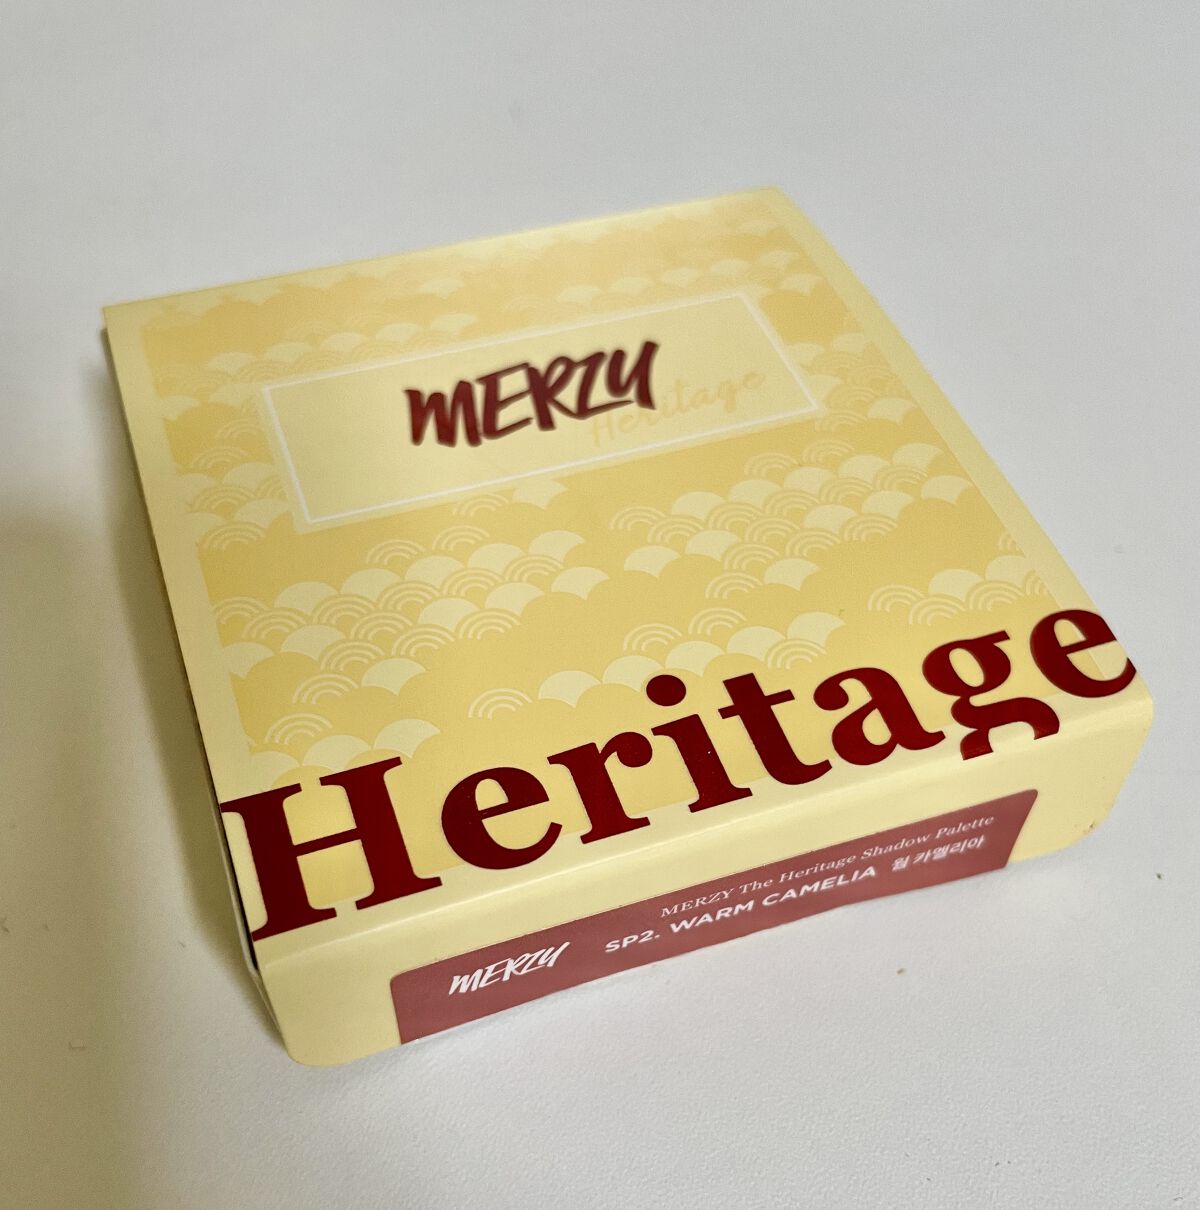 MERZY
Heritage
Heritage
MERZY The Heritage Shadow Palette
MERZY SP2. WARM CAMELIA 웜 카멜리아